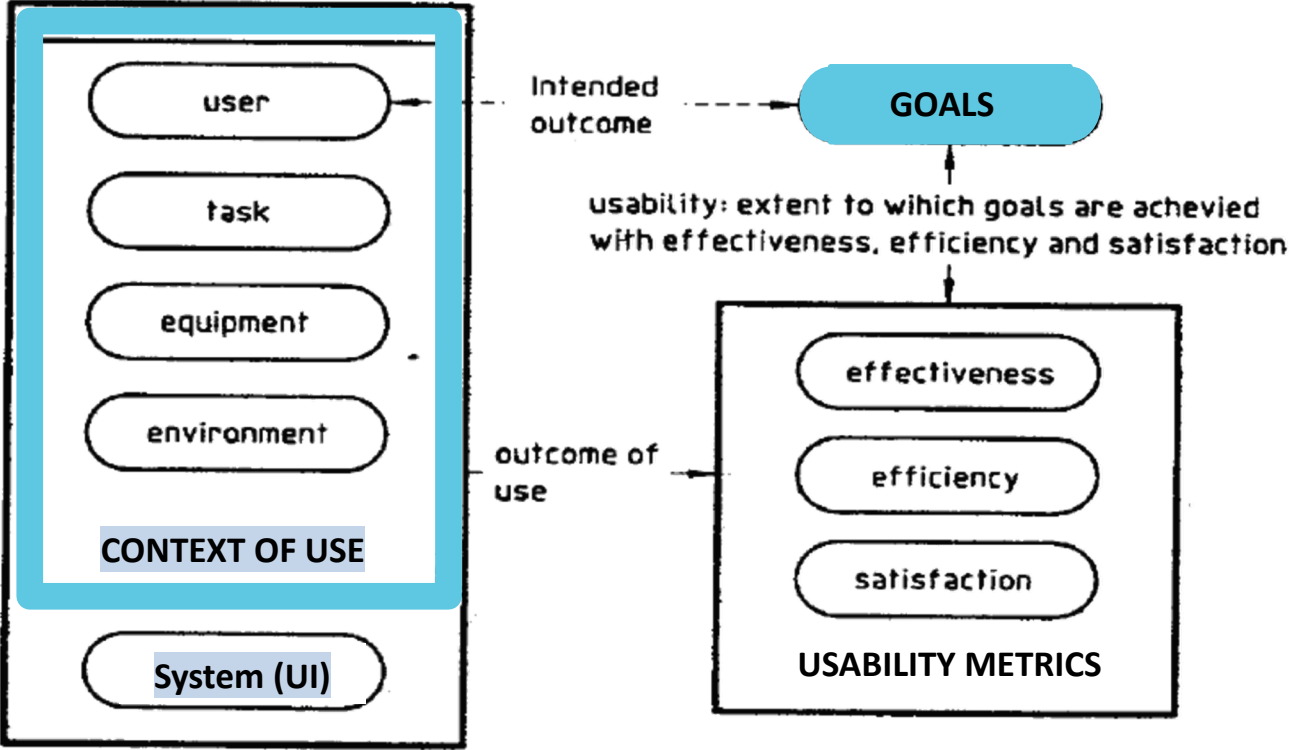 user
task
equipment
environment
CONTEXT OF USE
System (UI)
Intended
outcome
GOALS
usability: extent to wihich goals are achevied
with effectiveness, efficiency and satisfaction
outcome of
use
effectiveness
efficiency
satisfaction
USABILITY METRICS